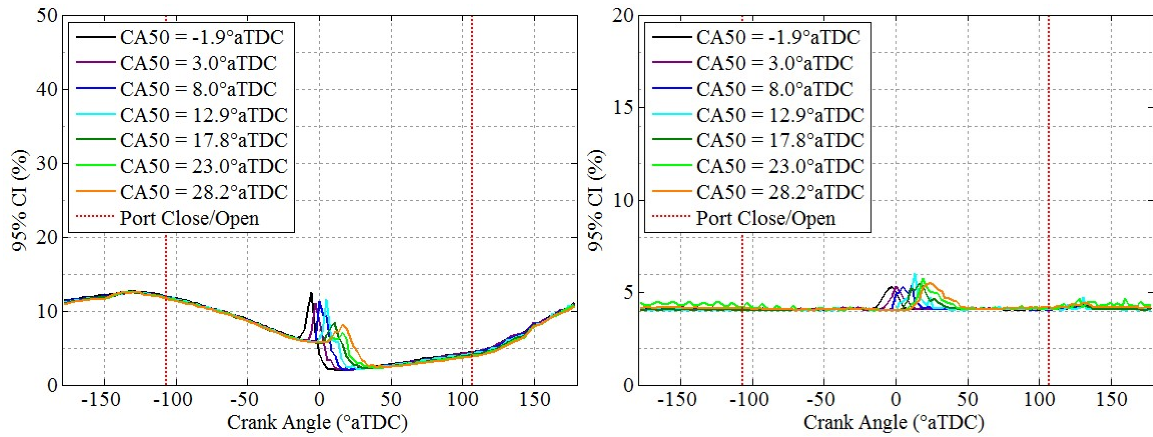 50
40
30
20
10
0
95% CI (%)
CA50 = -1.9°aTDC
CA50 = 3.0°aTDC
CA50 = 8.0°aTDC
CA50 = 12.9°aTDC
CA50 = 17.8°aTDC
CA50 = 23.0°aTDC
CA50 = 28.2°aTDC
Port Close/Open
-150 -100 -50 0 50 100 150
Crank Angle (°aTDC)
20
15
10
5
0
95% CI (%)
CA50 = -1.9°aTDC
CA50 = 3.0°aTDC
CA50 = 8.0°aTDC
CA50 = 12.9°aTDC
CA50 = 17.8°aTDC
CA50 = 23.0°aTDC
CA50 = 28.2°aTDC
Port Close/Open
-150 -100 -50 0 50 100 150
Crank Angle (°aTDC)